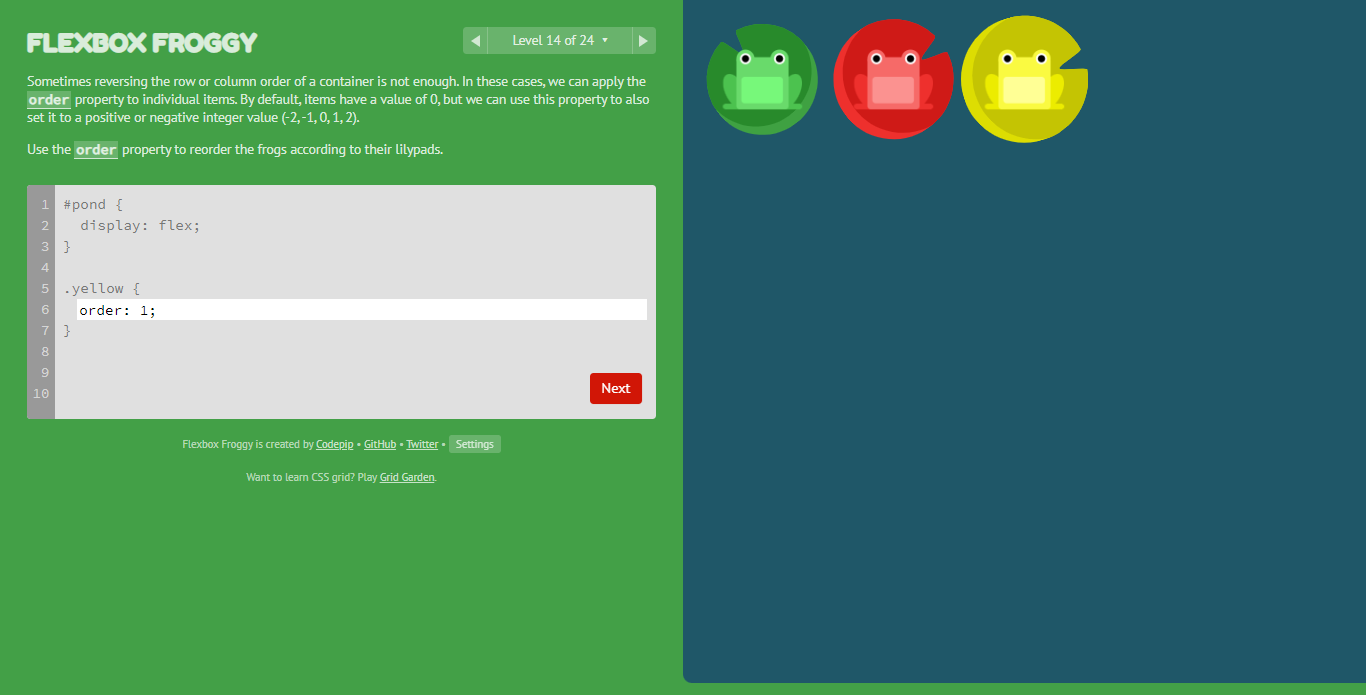 FLEXBOX FROGGY
◀ Level 14 of 24 ▾ ▶
Sometimes reversing the row or column order of a container is not enough. In these cases, we can apply the
order property to individual items. By default, items have a value of 0, but we can use this property to also
set it to a positive or negative integer value (-2, -1, 0, 1, 2).
Use the order property to reorder the frogs according to their lilypads.
1 #pond {
2   display: flex;
3 }
4
5 .yellow {
6   order: 1;
7 }
8
9
10
Next
Flexbox Froggy is created by Codepip • GitHub • Twitter • Settings
Want to learn CSS grid? Play Grid Garden.